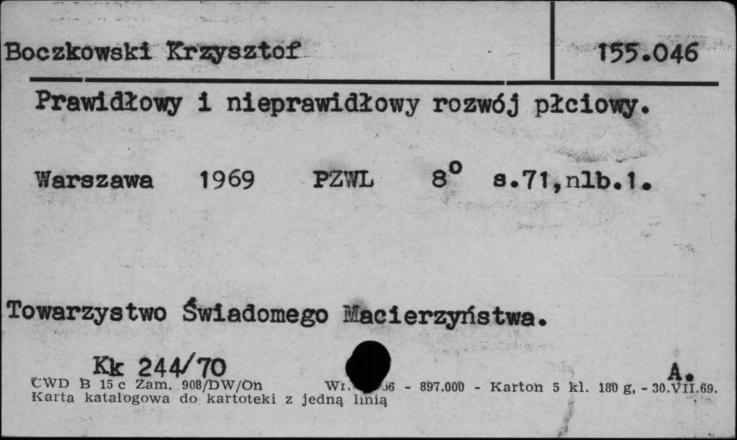 Boczkowski Krzysztof 155.046
Prawidłowy i nieprawidłowy rozwój płciowy.
Warszawa 1969 PZWL 8° s.71,nlb.1.
Towarzystwo Świadomego Macierzyństwa.
Kk 244/70 A.
CWD B 15 c Zam. 908/DW/On 56 - 897.000 - Karton 5 kl. 180 g, - 30.VII.69.
Karta katalogowa do kartoteki z jedną linią